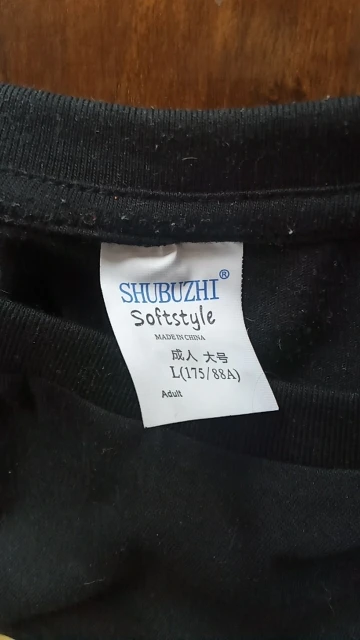 SHUBUZHI®
Softstyle
MADE IN CHINA
成人 大号
L(175/88A)
Adult